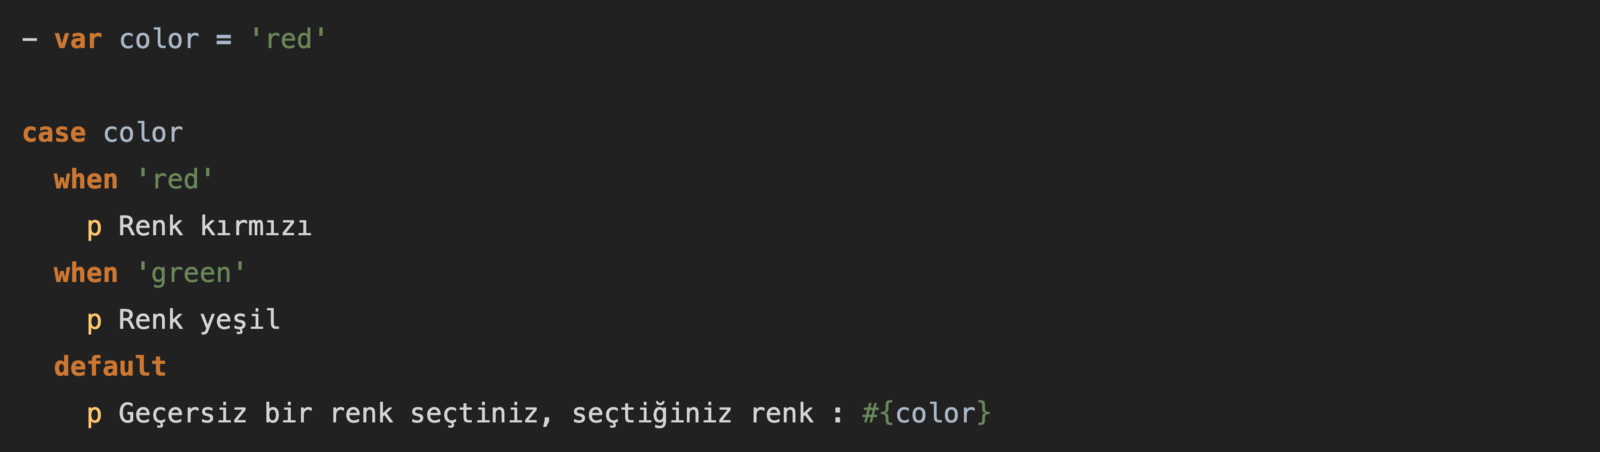 - var color = 'red'
case color
when 'red'
p Renk kırmızı
when 'green'
p Renk yeşil
default
p Geçersiz bir renk seçtiniz, seçtiğiniz renk : #{color}